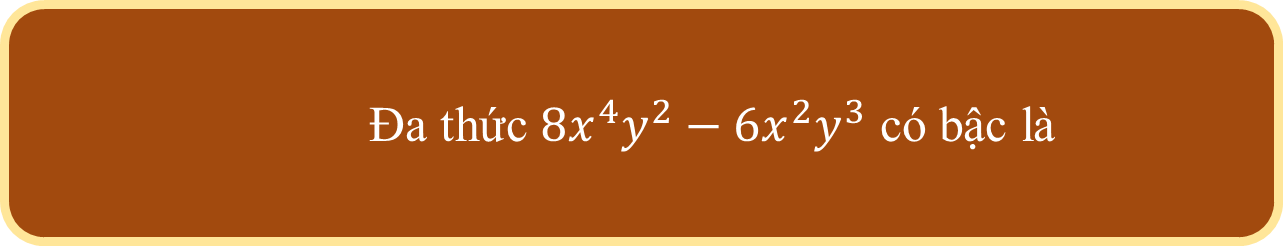 Đa thức 8x⁴y² − 6x²y³ có bậc là